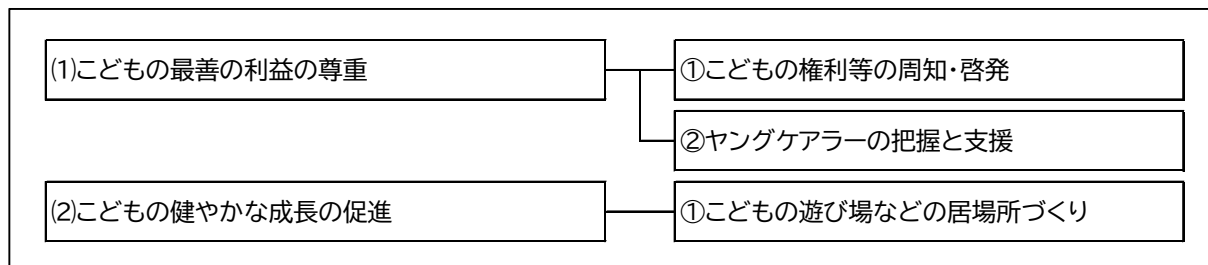 ⑴こどもの最善の利益の尊重
①こどもの権利等の周知・啓発
②ヤングケアラーの把握と支援
⑵こどもの健やかな成長の促進
①こどもの遊び場などの居場所づくり